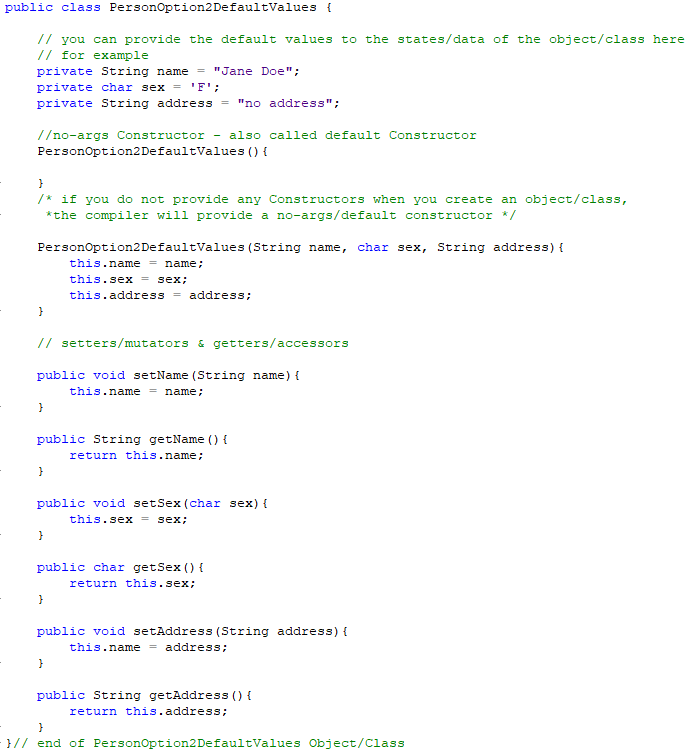 public class PersonOption2DefaultValues {
// you can provide the default values to the states/data of the object/class here
// for example
private String name = "Jane Doe";
private char sex = 'F';
private String address = "no address";
//no-args Constructor - also called default Constructor
PersonOption2DefaultValues(){
}
/* if you do not provide any Constructors when you create an object/class,
*the compiler will provide a no-args/default constructor */
PersonOption2DefaultValues(String name, char sex, String address){
this.name = name;
this.sex = sex;
this.address = address;
}
// setters/mutators & getters/accessors
public void setName(String name){
this.name = name;
}
public String getName(){
return this.name;
}
public void setSex(char sex){
this.sex = sex;
}
public char getSex(){
return this.sex;
}
public void setAddress(String address){
this.name = address;
}
public String getAddress(){
return this.address;
}
}// end of PersonOption2DefaultValues Object/Class